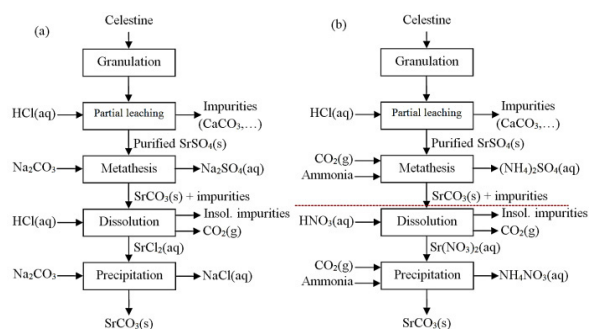 (a)
Celestine
Granulation
HCl(aq)
Partial leaching
Impurities
(CaCO3,…)
Purified SrSO4(s)
Na2CO3
Metathesis
Na2SO4(aq)
SrCO3(s) + impurities
HCl(aq)
Dissolution
Insol. impurities
CO2(g)
SrCl2(aq)
Na2CO3
Precipitation
NaCl(aq)
SrCO3(s)
(b)
Celestine
Granulation
HCl(aq)
Partial leaching
Impurities
(CaCO3,…)
Purified SrSO4(s)
CO2(g)
Ammonia
Metathesis
(NH4)2SO4(aq)
SrCO3(s) + impurities
HNO3(aq)
Dissolution
Insol. impurities
CO2(g)
Sr(NO3)2(aq)
CO2(g)
Ammonia
Precipitation
NH4NO3(aq)
SrCO3(s)